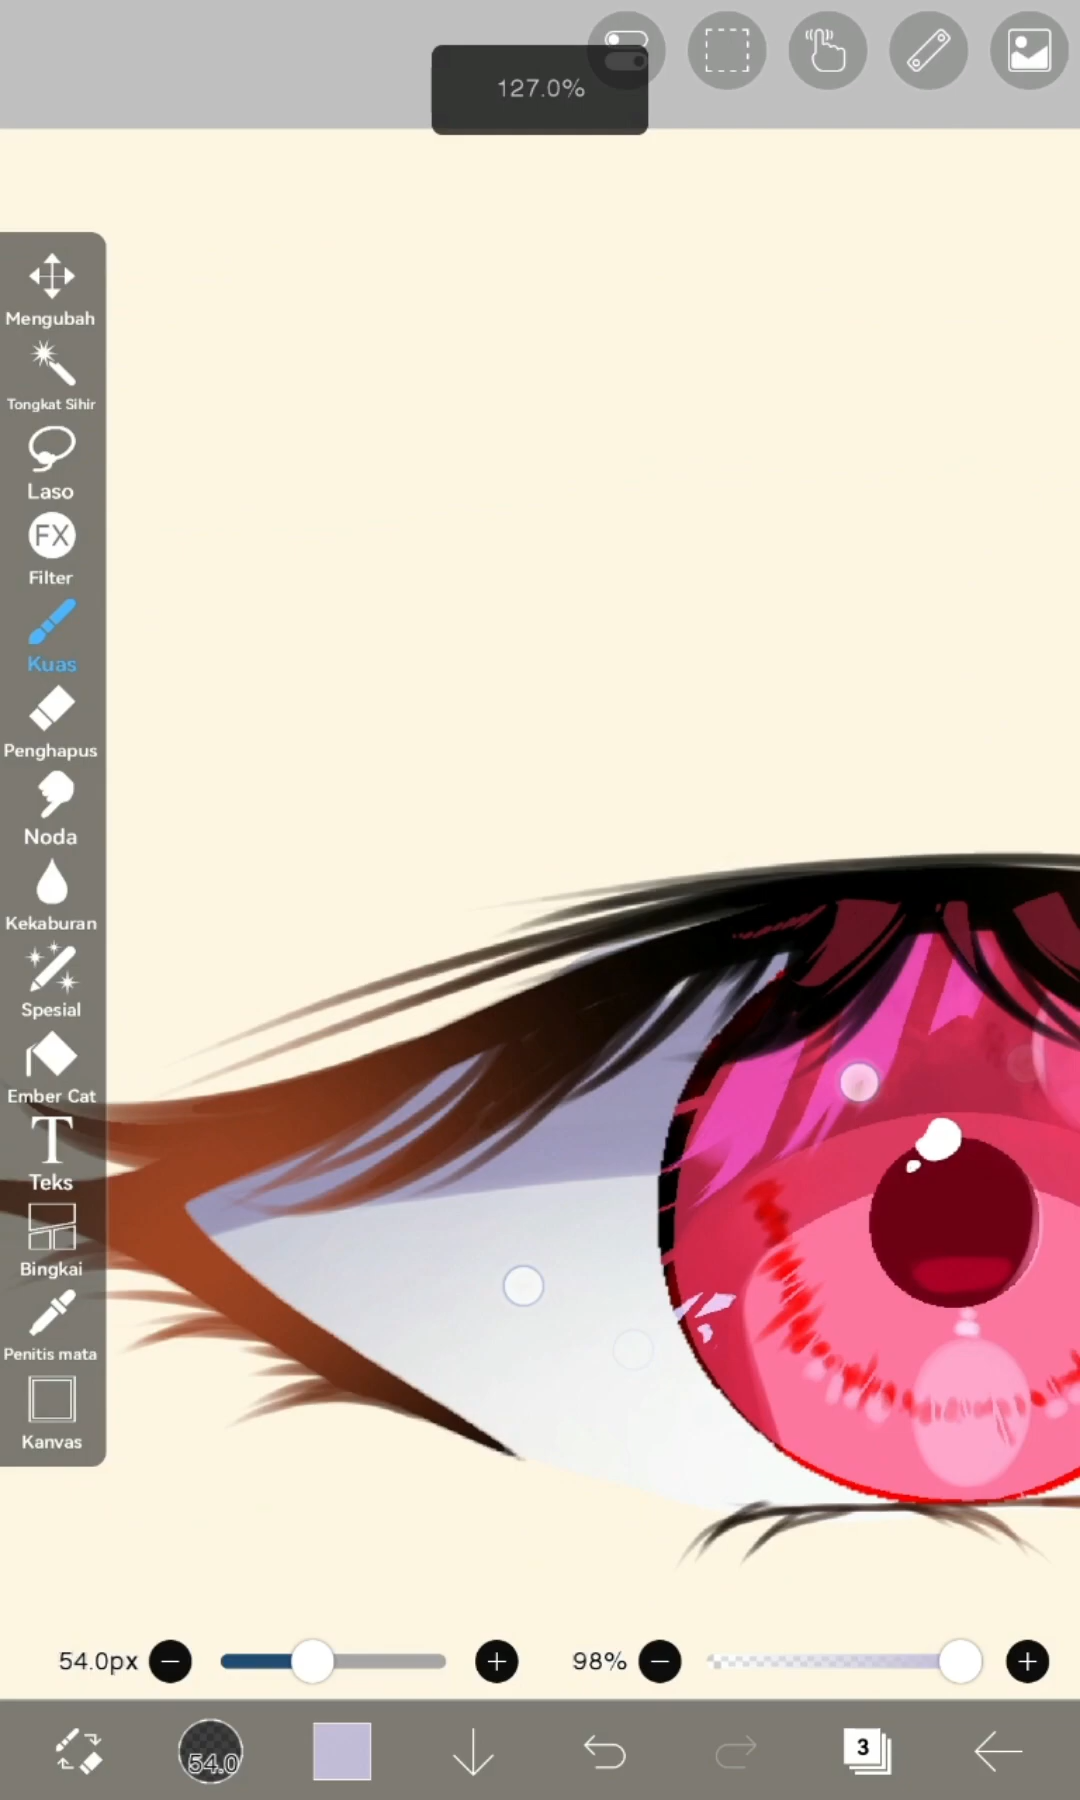 127.0%
Mengubah
Tongkat Sihir
Laso
FX
Filter
Kuas
Penghapus
Noda
Kekaburan
Spesial
Ember Cat
T
Teks
Bingkai
Penitis mata
Kanvas
54.0px
98%
54.0
3